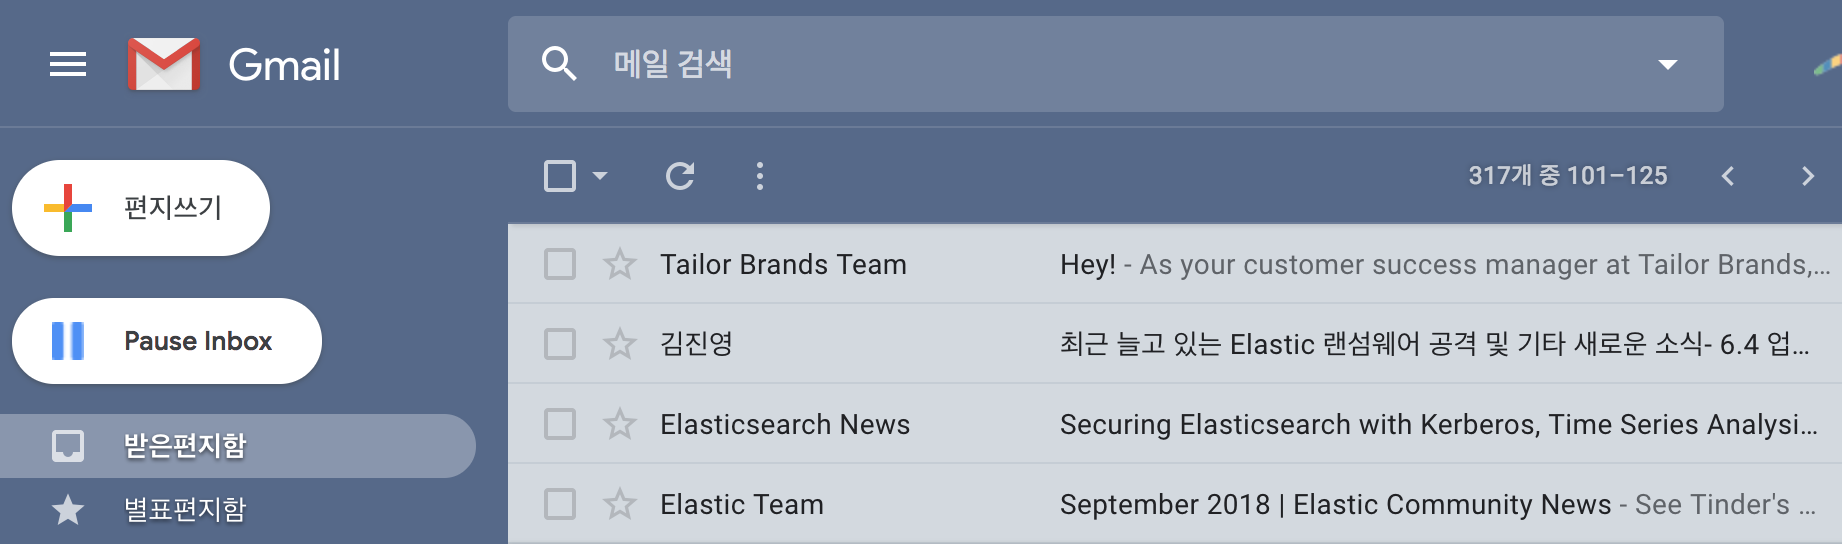 Gmail
메일 검색
편지쓰기
317개 중 101–125
Pause Inbox
받은편지함
별표편지함
Tailor Brands Team Hey! - As your customer success manager at Tailor Brands,...
김진영 최근 늘고 있는 Elastic 랜섬웨어 공격 및 기타 새로운 소식- 6.4 업...
Elasticsearch News Securing Elasticsearch with Kerberos, Time Series Analysi...
Elastic Team September 2018 | Elastic Community News - See Tinder's ...